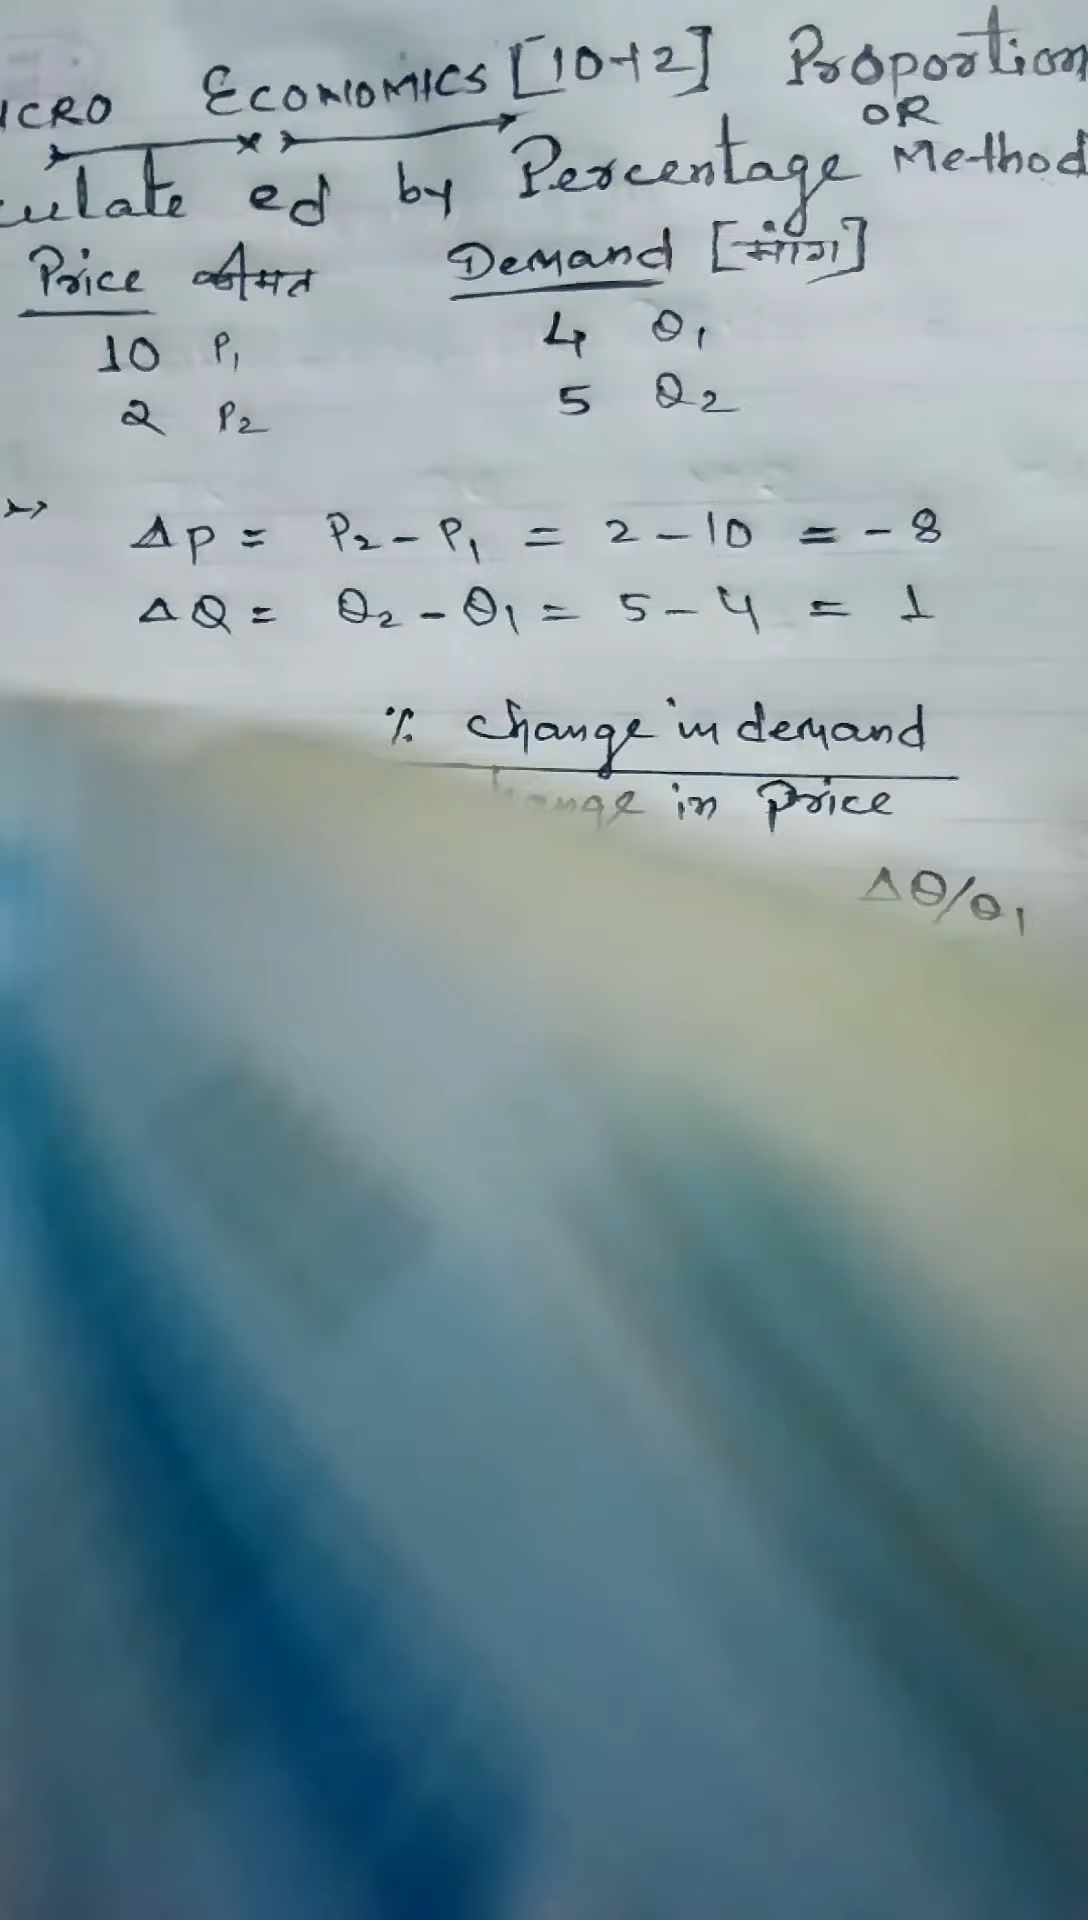 ICRO ECONOMICS [10+2] Proportion
OR
culate ed by Percentage Method
Price कीमत Demand [मांग]
10 P1 4 Q1
2 P2 5 Q2
ΔP = P2 - P1 = 2 - 10 = - 8
ΔQ = Q2 - Q1 = 5 - 4 = 1
% change in demand
hange in price
ΔQ/Q1